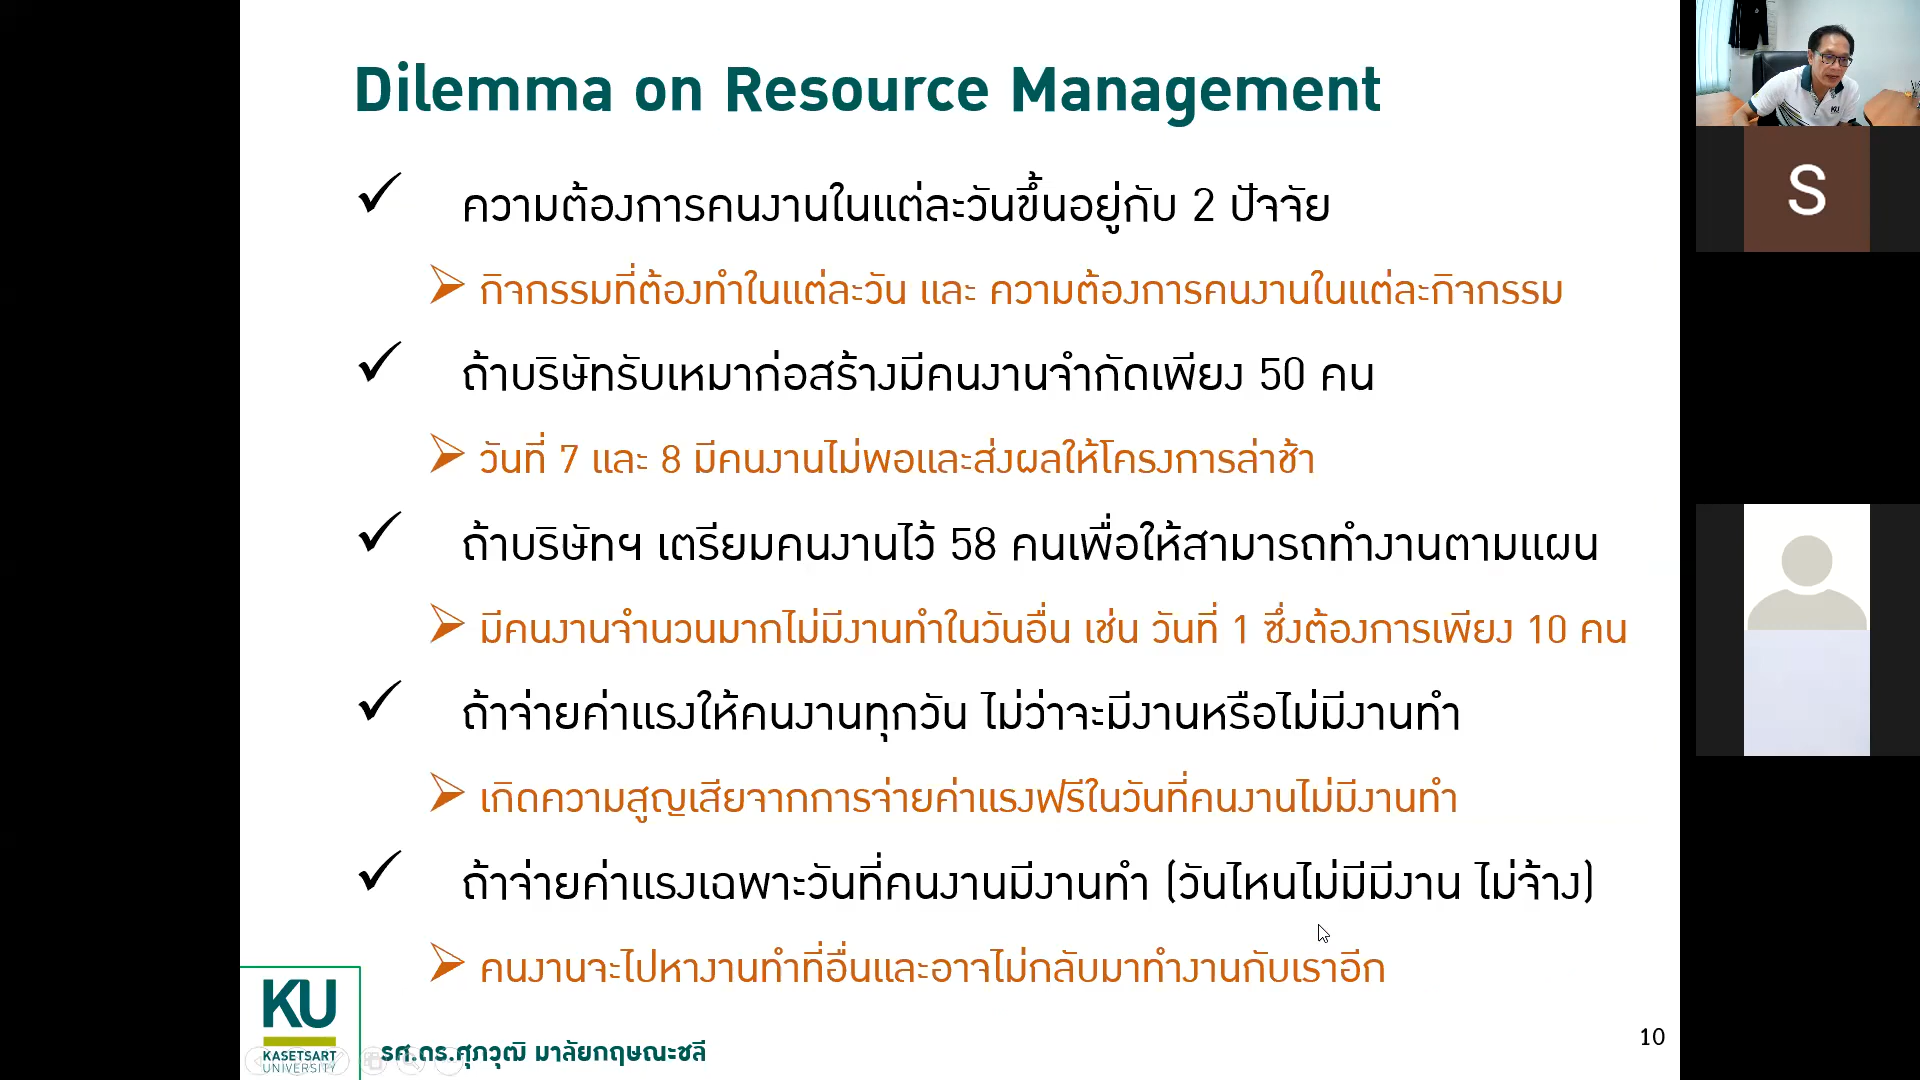 Dilemma on Resource Management
✓ ความต้องการคนงานในแต่ละวันขึ้นอยู่กับ 2 ปัจจัย
➢ กิจกรรมที่ต้องทำในแต่ละวัน และ ความต้องการคนงานในแต่ละกิจกรรม
✓ ถ้าบริษัทรับเหมาก่อสร้างมีคนงานจำกัดเพียง 50 คน
➢ วันที่ 7 และ 8 มีคนงานไม่พอและส่งผลให้โครงการล่าช้า
✓ ถ้าบริษัทฯ เตรียมคนงานไว้ 58 คนเพื่อให้สามารถทำงานตามแผน
➢ มีคนงานจำนวนมากไม่มีงานทำในวันอื่น เช่น วันที่ 1 ซึ่งต้องการเพียง 10 คน
✓ ถ้าจ่ายค่าแรงให้คนงานทุกวัน ไม่ว่าจะมีงานหรือไม่มีงานทำ
➢ เกิดความสูญเสียจากการจ่ายค่าแรงฟรีในวันที่คนงานไม่มีงานทำ
✓ ถ้าจ่ายค่าแรงเฉพาะวันที่คนงานมีงานทำ (วันไหนไม่มีมีงาน ไม่จ้าง)
➢ คนงานจะไปหางานทำที่อื่นและอาจไม่กลับมาทำงานกับเราอีก
KU
KASETSART
UNIVERSITY
รศ.ดร.ศุภวุฒิ มาลัยกฤษณะชลี
10
S
KU